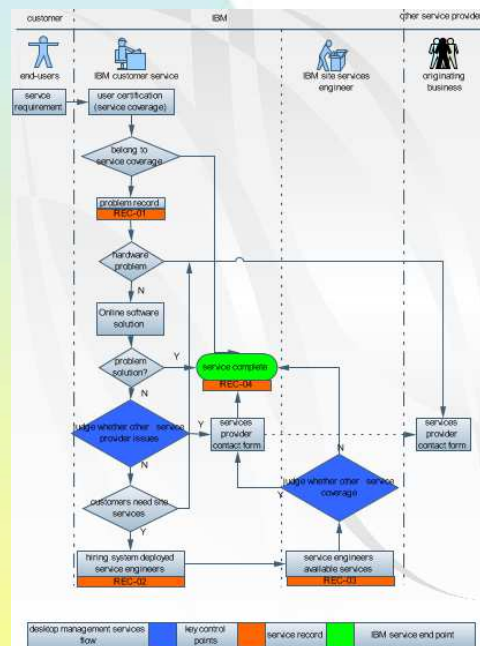 customer
IBM
other service provider
end-users
IBM customer service
IBM site services
engineer
originating
business
service
requirement
user certification
(service coverage)
belong to
service coverage
problem record
REC-01
hardware
problem
N
Online software
solution
problem
solution?
Y
service complete
REC-04
N
judge whether other service
provider issues
Y
services
provider
contact form
services
provider
contact form
N
N
judge whether other service
coverage
Y
customers need site
services
Y
hiring system deployed
service engineers
REC-02
service engineers
available services
REC-03
desktop management services
flow
key control
points
service record
IBM service end point